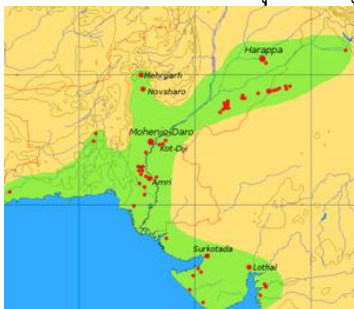 Harappa
Mehrgarh
Novsharo
Mohenjo-Daro
Kot-Diji
Amri
Surkotada
Lothal